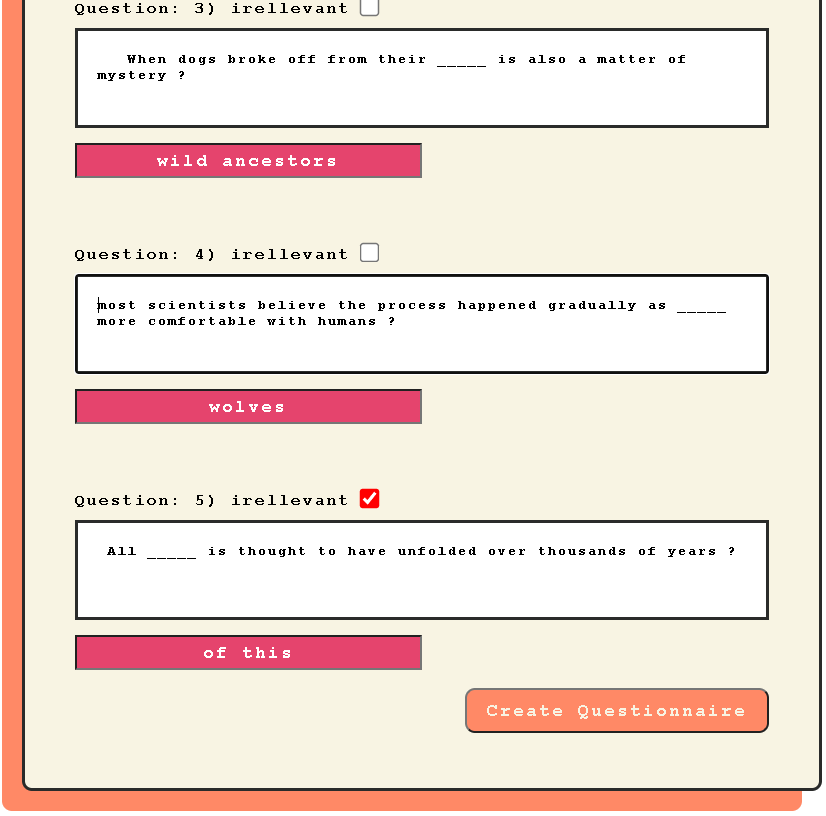 Question: 3) irellevant
When dogs broke off from their _____ is also a matter of
mystery ?
wild ancestors
Question: 4) irellevant
most scientists believe the process happened gradually as _____
more comfortable with humans ?
wolves
Question: 5) irellevant
All _____ is thought to have unfolded over thousands of years ?
of this
Create Questionnaire